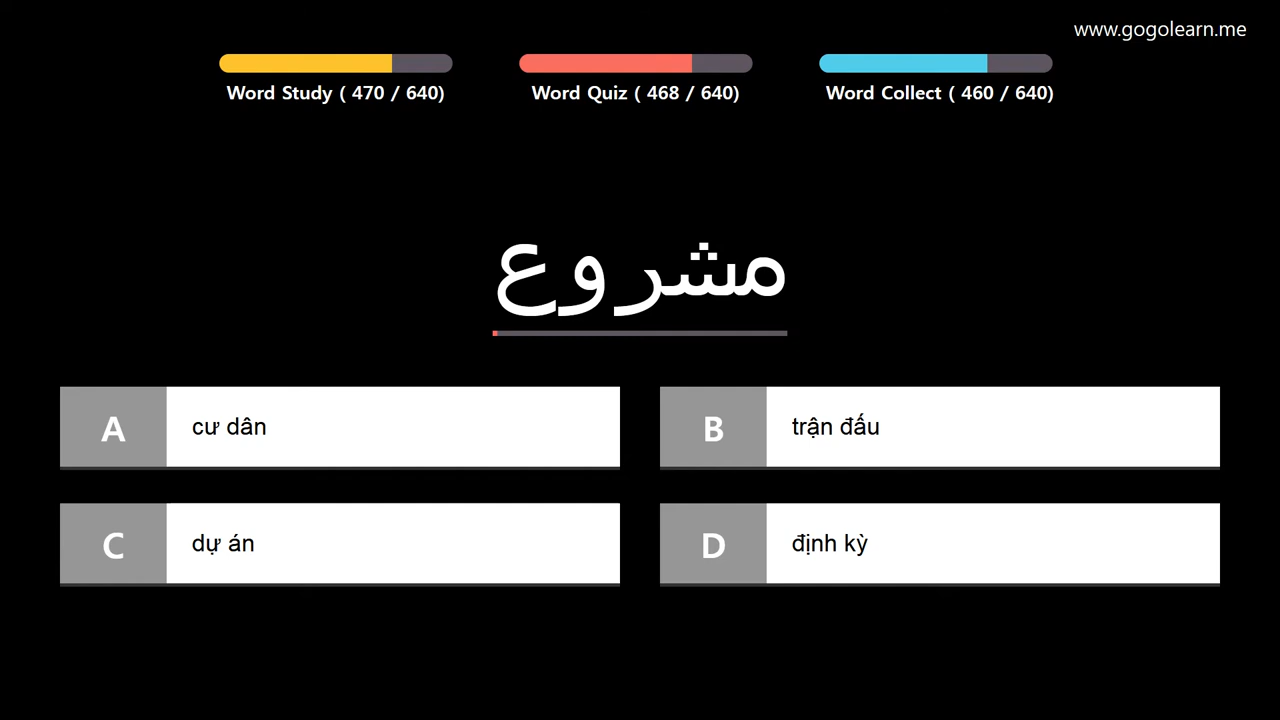 www.gogolearn.me
Word Study ( 470 / 640)
Word Quiz ( 468 / 640)
Word Collect ( 460 / 640)
مشروع
A cư dân
B trận đấu
C dự án
D định kỳ